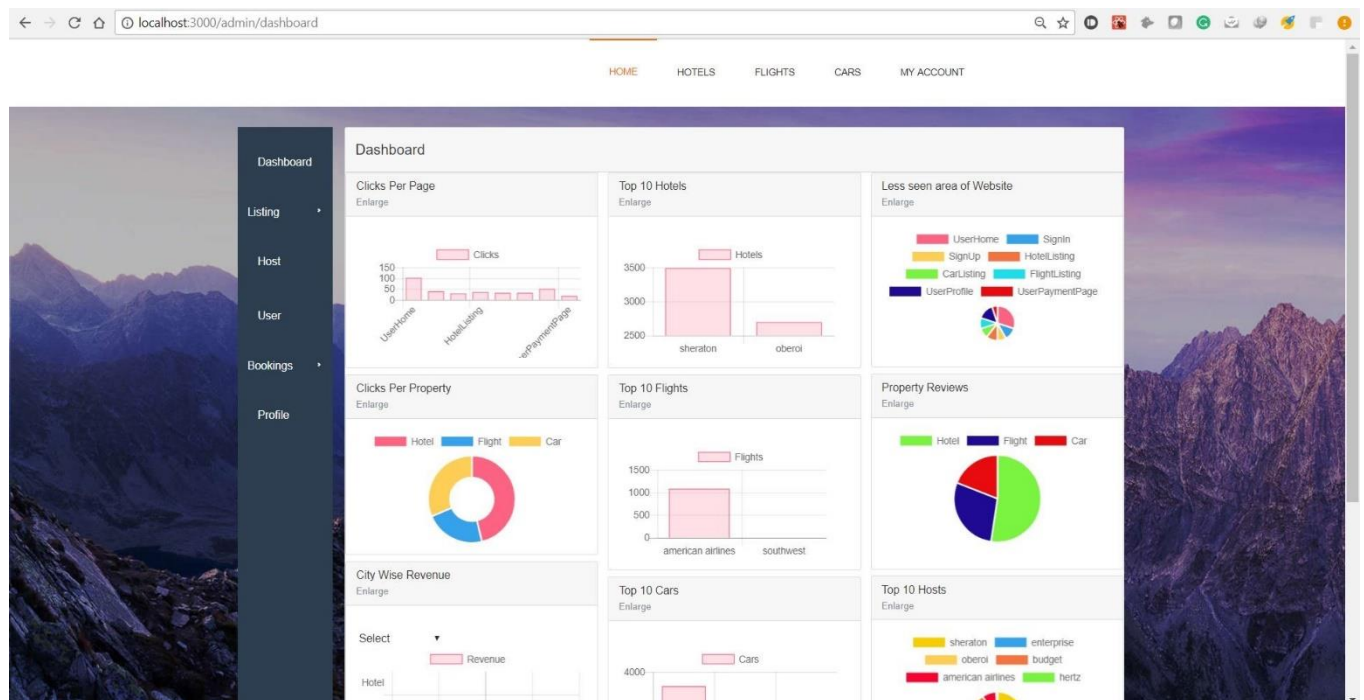 localhost:3000/admin/dashboard
HOME HOTELS FLIGHTS CARS MY ACCOUNT
Dashboard
Listing
Host
User
Bookings
Profile
Dashboard
Clicks Per Page
Enlarge
Clicks
150
100
50
0
UserHome
HotelListing
erPaymentPage
Top 10 Hotels
Enlarge
Hotels
3500
3000
2500
sheraton oberoi
Less seen area of Website
Enlarge
UserHome SignIn
SignUp HotelListing
CarListing FlightListing
UserProfile UserPaymentPage
Clicks Per Property
Enlarge
Hotel Flight Car
Top 10 Flights
Enlarge
Flights
1500
1000
500
0
american airlines southwest
Property Reviews
Enlarge
Hotel Flight Car
City Wise Revenue
Enlarge
Select
Revenue
Hotel
Top 10 Cars
Enlarge
Cars
4000
Top 10 Hosts
Enlarge
sheraton enterprise
oberoi budget
american airlines hertz